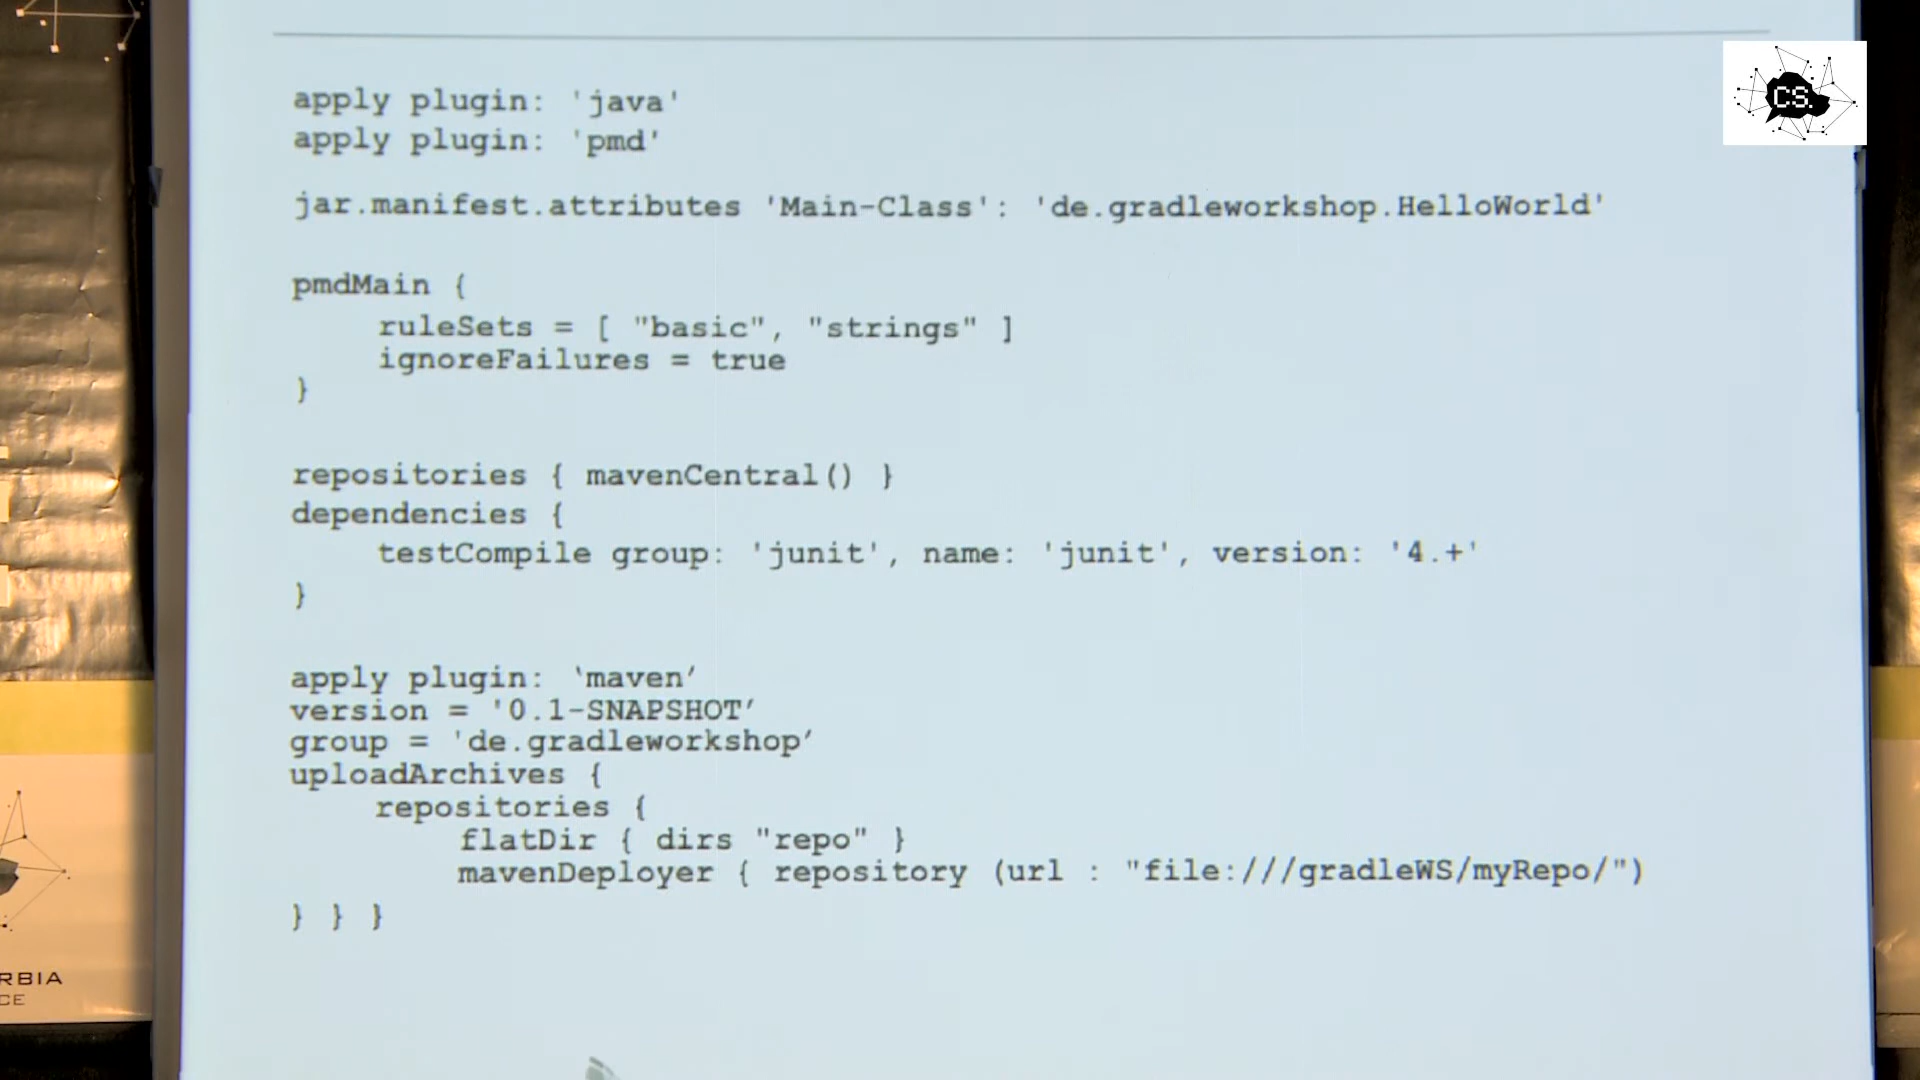 CS.
apply plugin: 'java'
apply plugin: 'pmd'
jar.manifest.attributes 'Main-Class': 'de.gradleworkshop.HelloWorld'
pmdMain {
ruleSets = [ "basic", "strings" ]
ignoreFailures = true
}
repositories { mavenCentral() }
dependencies {
testCompile group: 'junit', name: 'junit', version: '4.+'
}
apply plugin: ‘maven’
version = '0.1-SNAPSHOT’
group = 'de.gradleworkshop’
uploadArchives {
repositories {
flatDir { dirs "repo" }
mavenDeployer { repository (url : "file:///gradleWS/myRepo/")
} } }
RBIA
CE